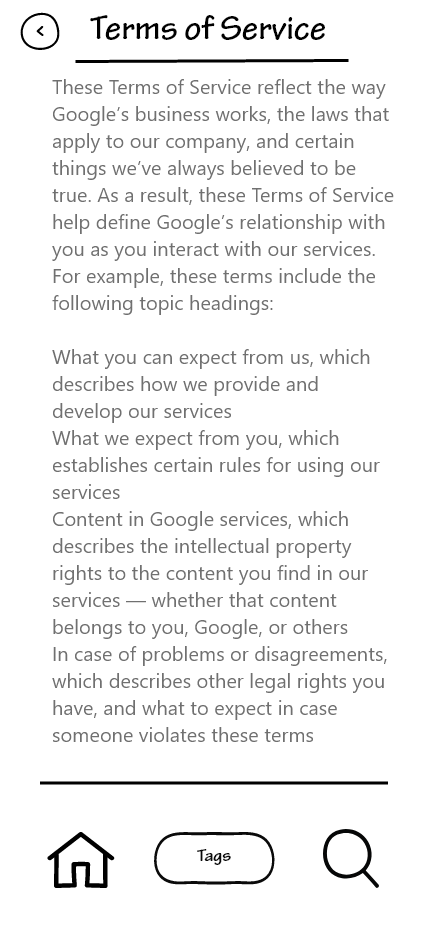 Terms of Service
These Terms of Service reflect the way
Google’s business works, the laws that
apply to our company, and certain
things we’ve always believed to be
true. As a result, these Terms of Service
help define Google’s relationship with
you as you interact with our services.
For example, these terms include the
following topic headings:
What you can expect from us, which
describes how we provide and
develop our services
What we expect from you, which
establishes certain rules for using our
services
Content in Google services, which
describes the intellectual property
rights to the content you find in our
services — whether that content
belongs to you, Google, or others
In case of problems or disagreements,
which describes other legal rights you
have, and what to expect in case
someone violates these terms
Tags